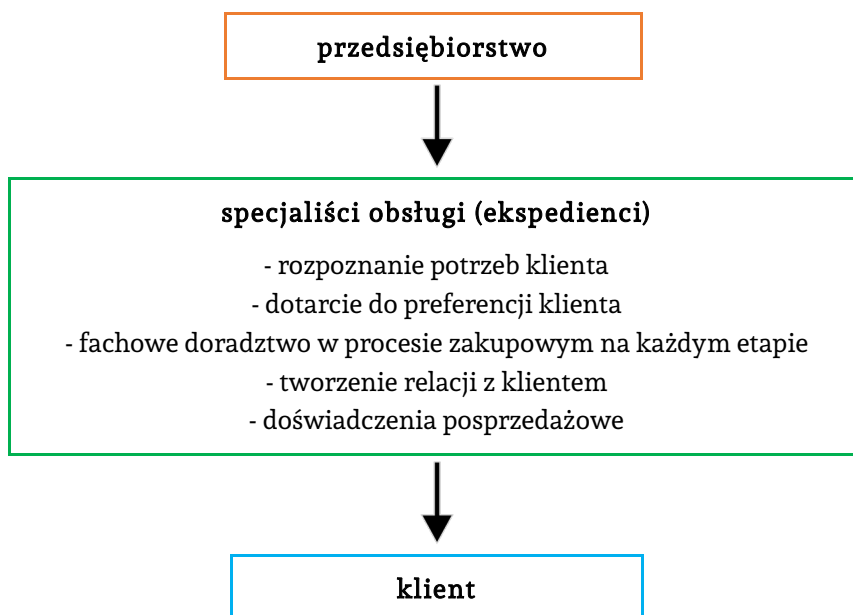 przedsiębiorstwo
specjaliści obsługi (ekspedienci)
- rozpoznanie potrzeb klienta
- dotarcie do preferencji klienta
- fachowe doradztwo w procesie zakupowym na każdym etapie
- tworzenie relacji z klientem
- doświadczenia posprzedażowe
klient